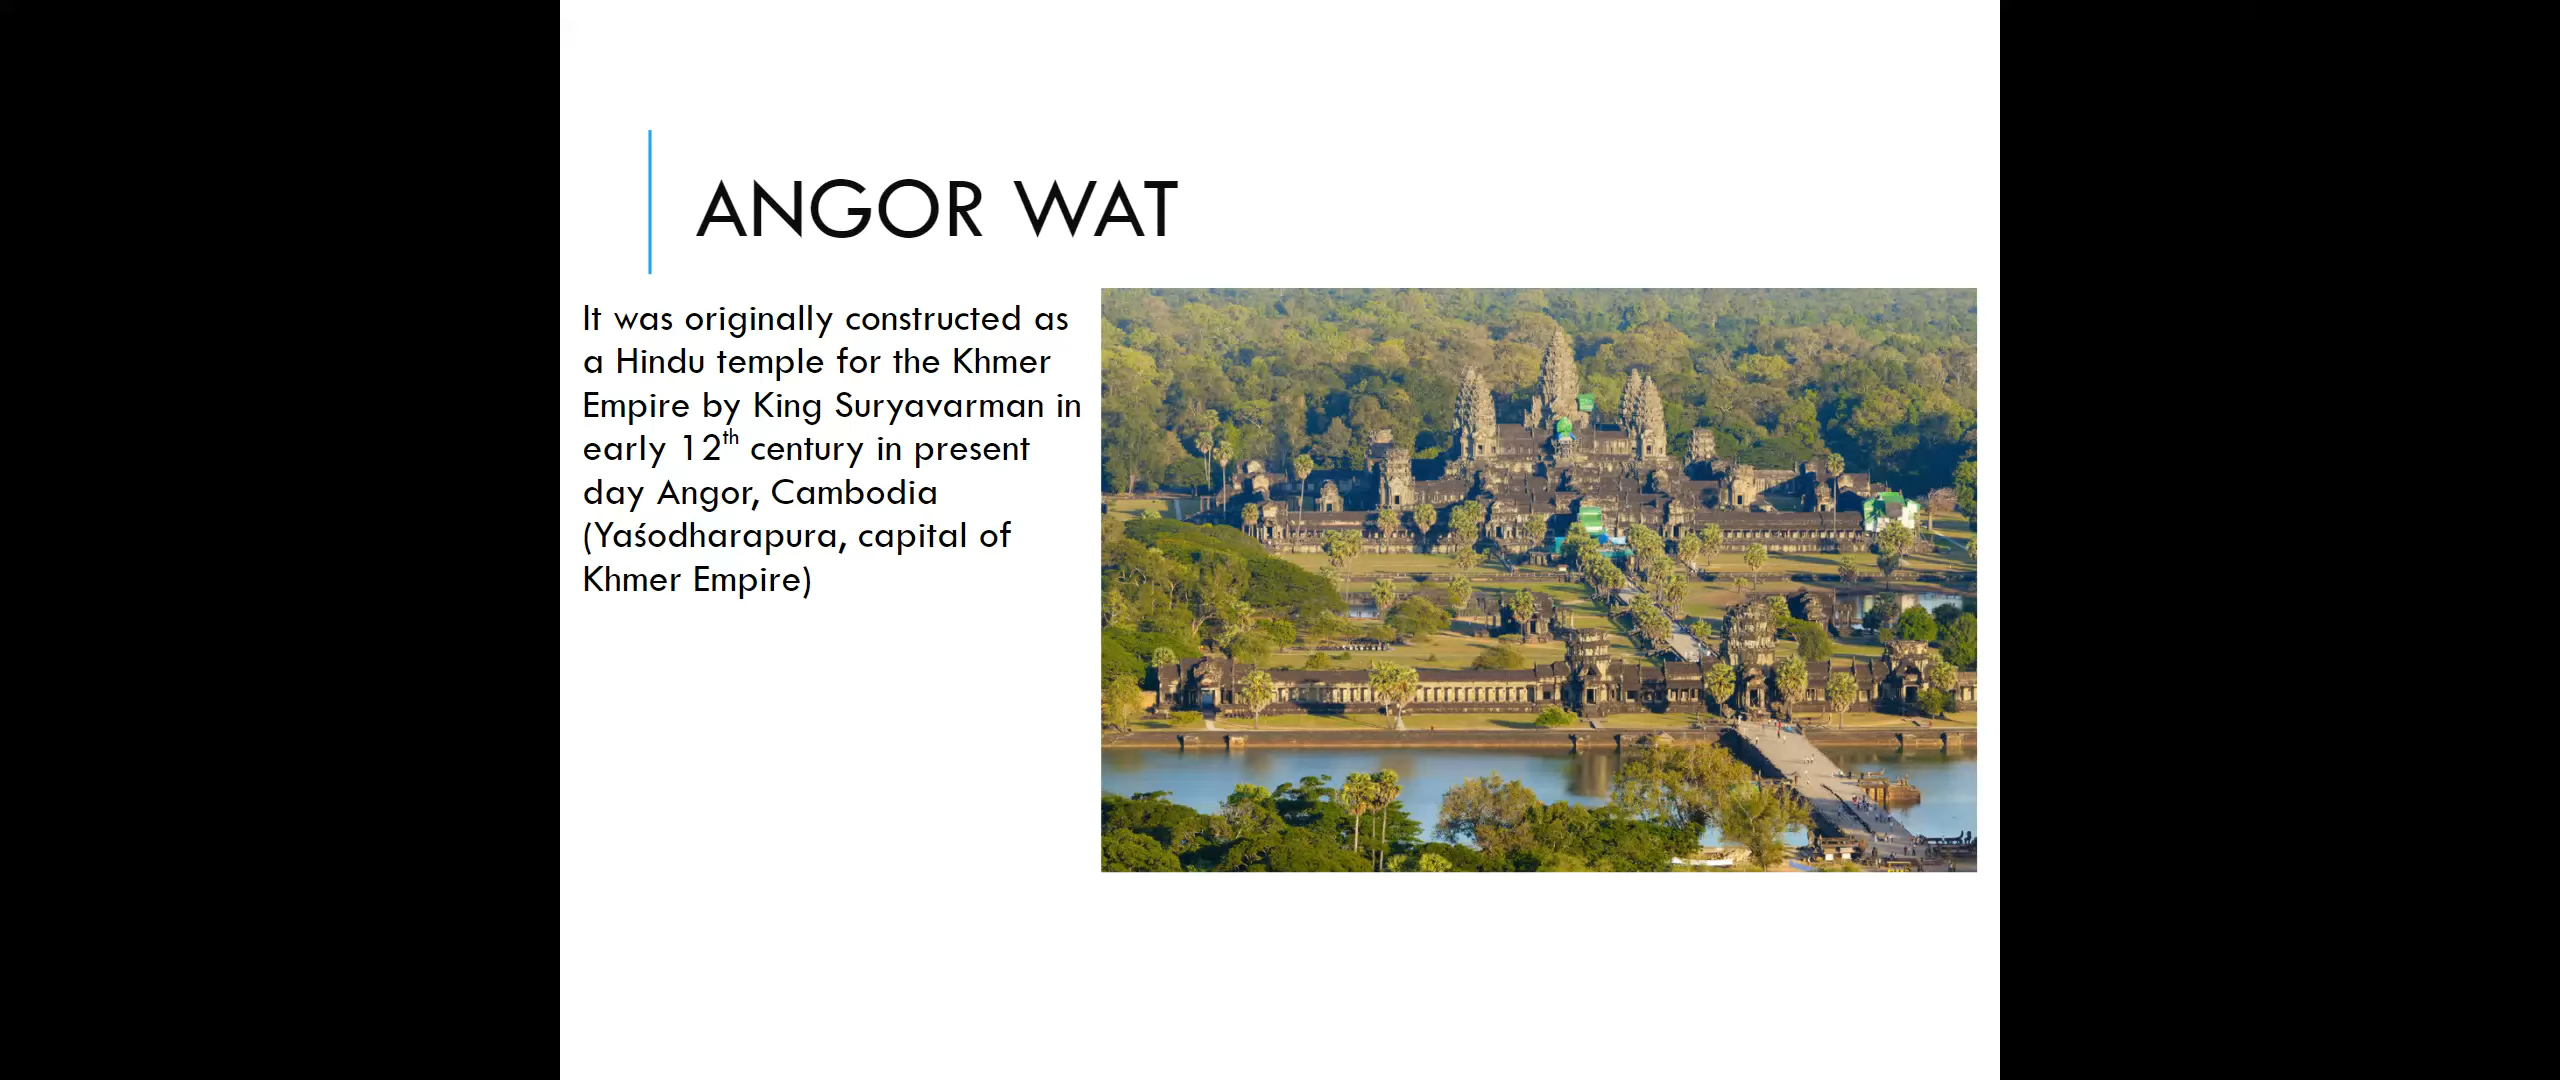 ANGOR WAT
It was originally constructed as
a Hindu temple for the Khmer
Empire by King Suryavarman in
early 12th century in present
day Angor, Cambodia
(Yaśodharapura, capital of
Khmer Empire)